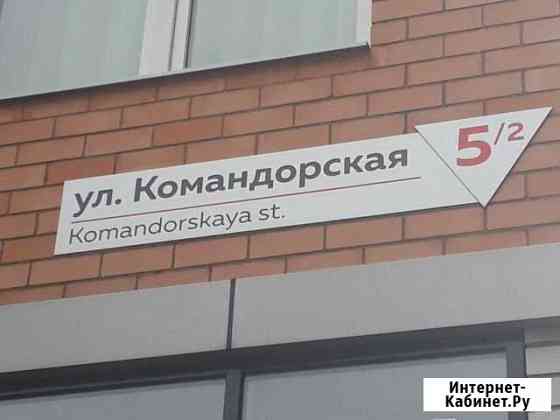 ул. Командорская
Komandorskaya st.
5/2
Интернет-
Кабинет.Ру